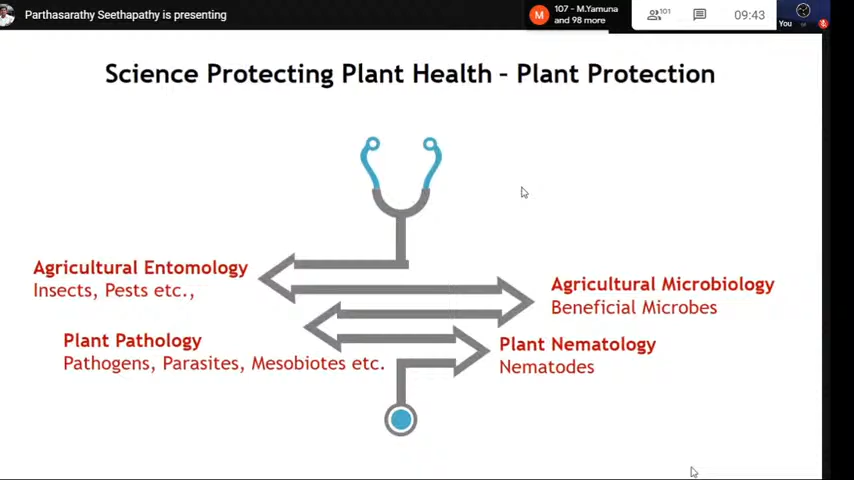 Parthasarathy Seethapathy is presenting
M
107 - M.Yamuna
and 98 more
101
09:43
You
Science Protecting Plant Health - Plant Protection
Agricultural Entomology
Insects, Pests etc.,
Agricultural Microbiology
Beneficial Microbes
Plant Pathology
Pathogens, Parasites, Mesobiotes etc.
Plant Nematology
Nematodes